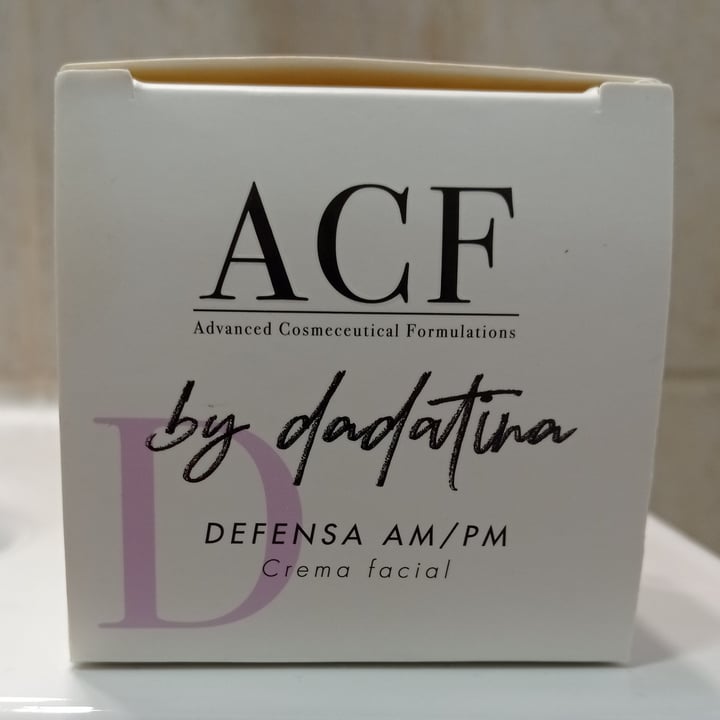 ACF
Advanced Cosmeceutical Formulations
by dadatina
D
DEFENSA AM/PM
Crema facial